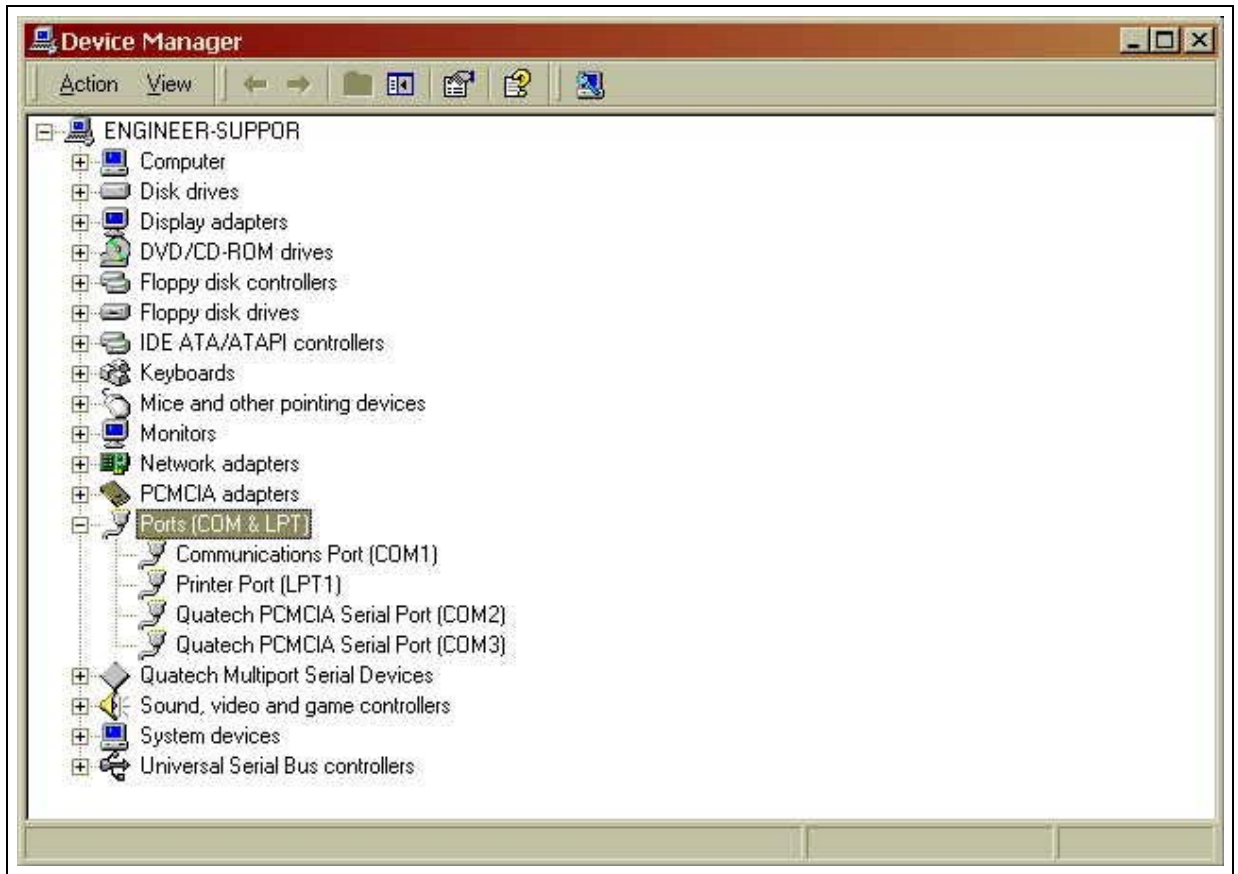 Device Manager
Action View
ENGINEER-SUPPOR
Computer
Disk drives
Display adapters
DVD/CD-ROM drives
Floppy disk controllers
Floppy disk drives
IDE ATA/ATAPI controllers
Keyboards
Mice and other pointing devices
Monitors
Network adapters
PCMCIA adapters
Ports (COM & LPT)
Communications Port (COM1)
Printer Port (LPT1)
Quatech PCMCIA Serial Port (COM2)
Quatech PCMCIA Serial Port (COM3)
Quatech Multiport Serial Devices
Sound, video and game controllers
System devices
Universal Serial Bus controllers